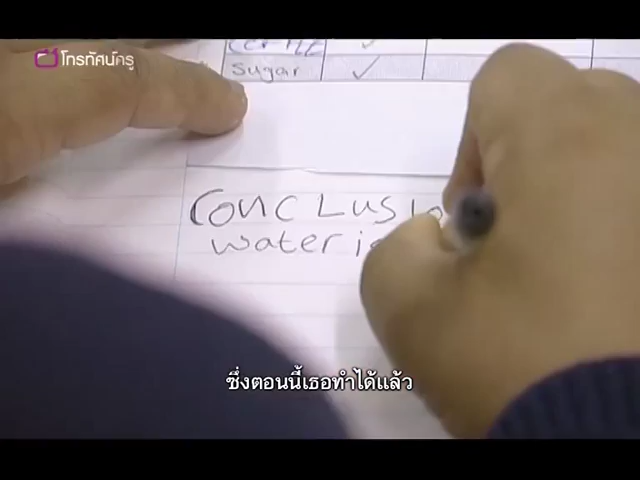 โทรทัศน์ครู
sugar ✓
conclusio
water is
ซึ่งตอนนี้เธอทำได้แล้ว